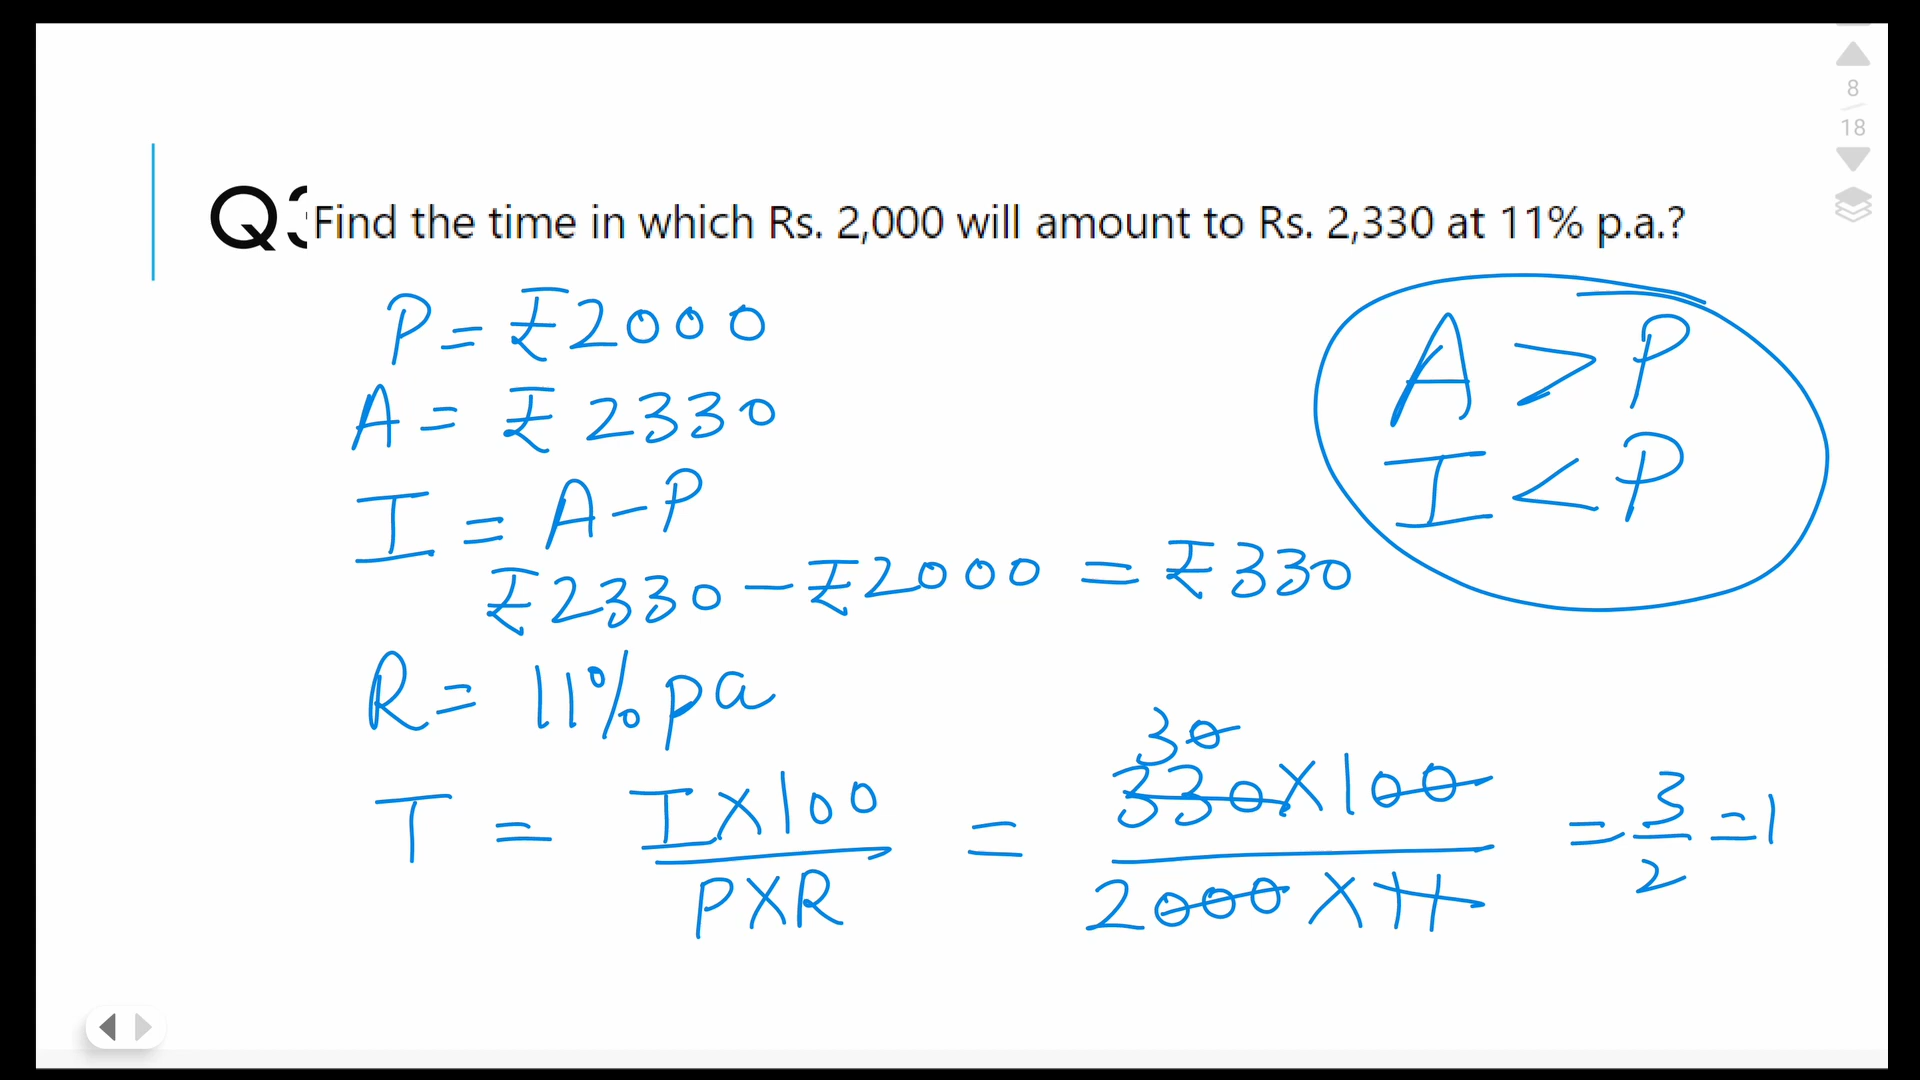 8
18
Q3 Find the time in which Rs. 2,000 will amount to Rs. 2,330 at 11% p.a.?
P = ₹2000
A = ₹ 2330
I = A - P
₹2330 - ₹2000 = ₹330
A > P
I < P
R = 11% pa
30
T = I X 100 / P X R = 330 X 100 / 2000 X 11 = 3/2 = 1